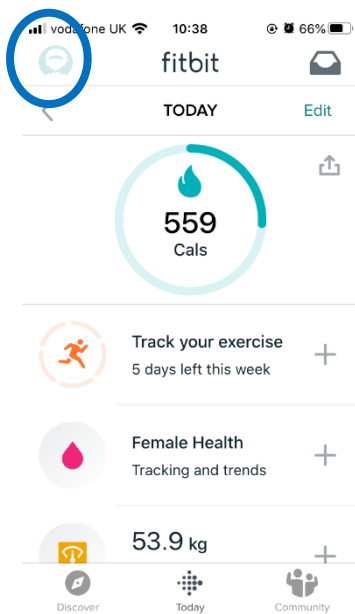 vodafone UK 10:38 66%
fitbit
TODAY Edit
559
Cals
Track your exercise
5 days left this week
Female Health
Tracking and trends
53.9 kg
Discover Today Community